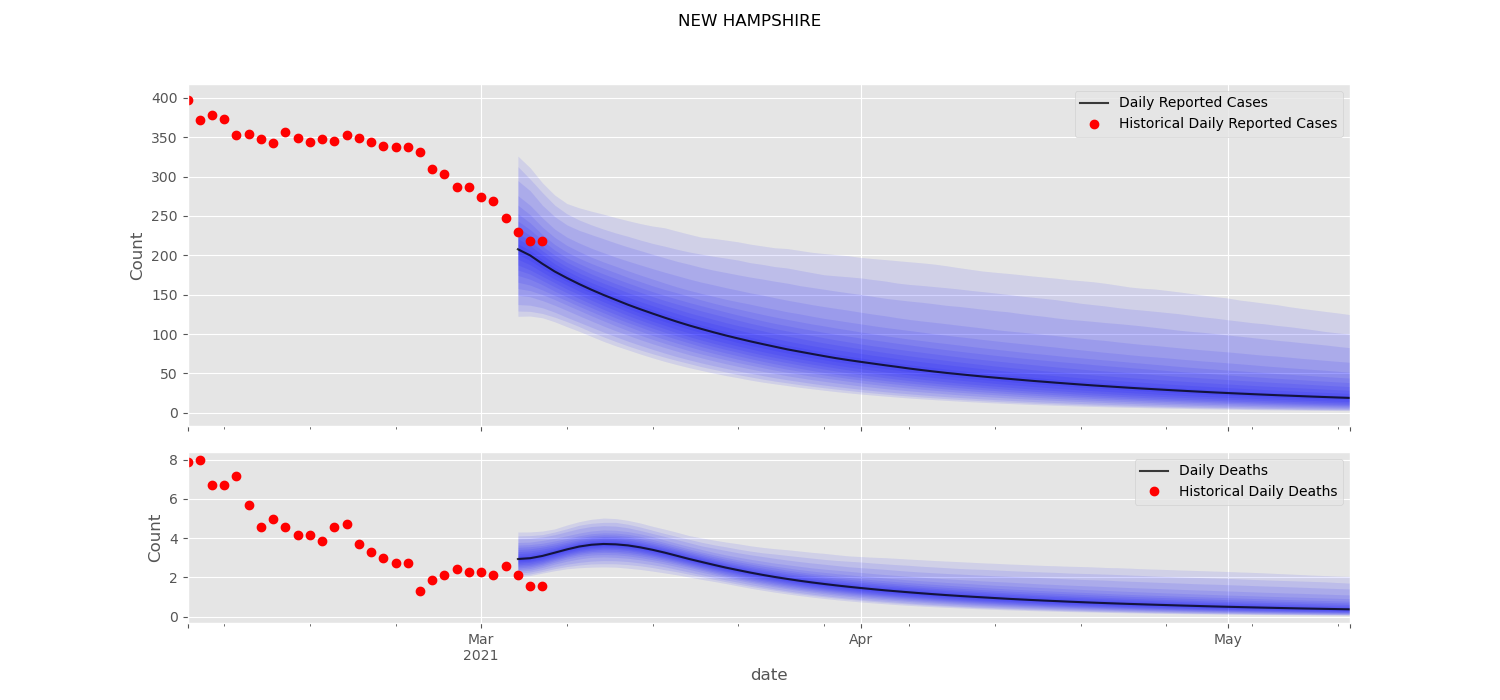 NEW HAMPSHIRE
400
350
300
250
200
150
100
50
0
Count
Daily Reported Cases
Historical Daily Reported Cases
8
6
4
2
0
Count
Daily Deaths
Historical Daily Deaths
Mar
2021
Apr
May
date